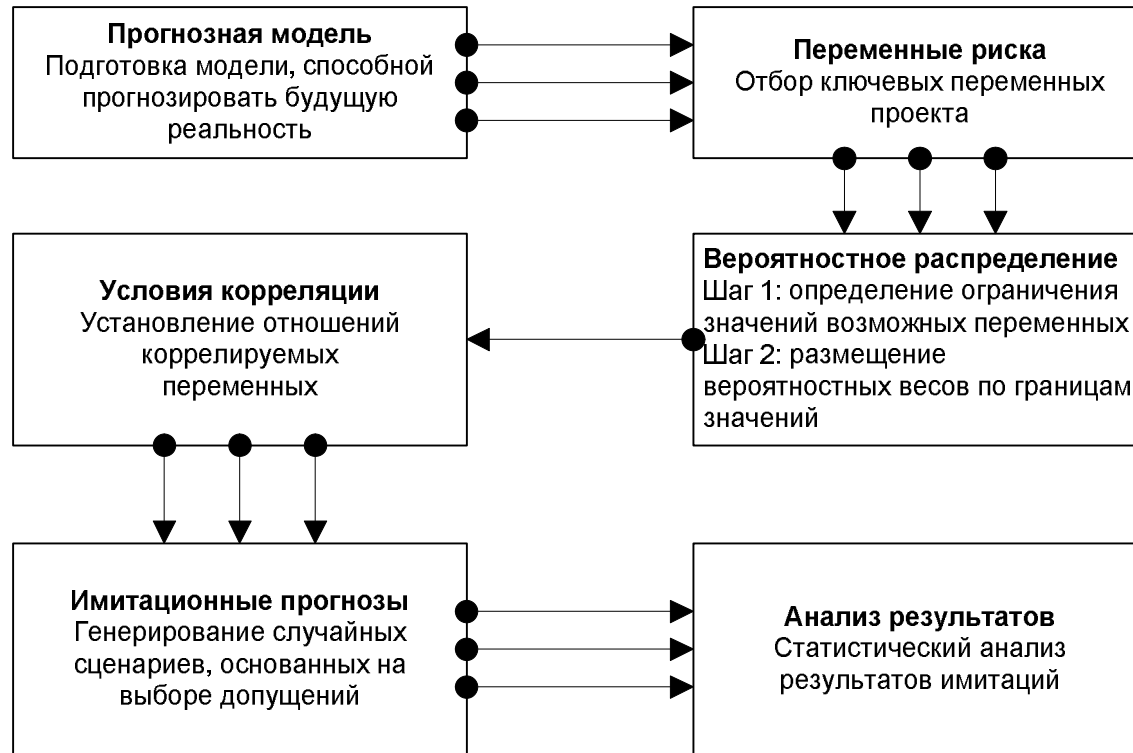 Прогнозная модель
Подготовка модели, способной
прогнозировать будущую
реальность
Переменные риска
Отбор ключевых переменных
проекта
Вероятностное распределение
Шаг 1: определение ограничения
значений возможных переменных
Шаг 2: размещение
вероятностных весов по границам
значений
Условия корреляции
Установление отношений
коррелируемых
переменных
Имитационные прогнозы
Генерирование случайных
сценариев, основанных на
выборе допущений
Анализ результатов
Статистический анализ
результатов имитаций